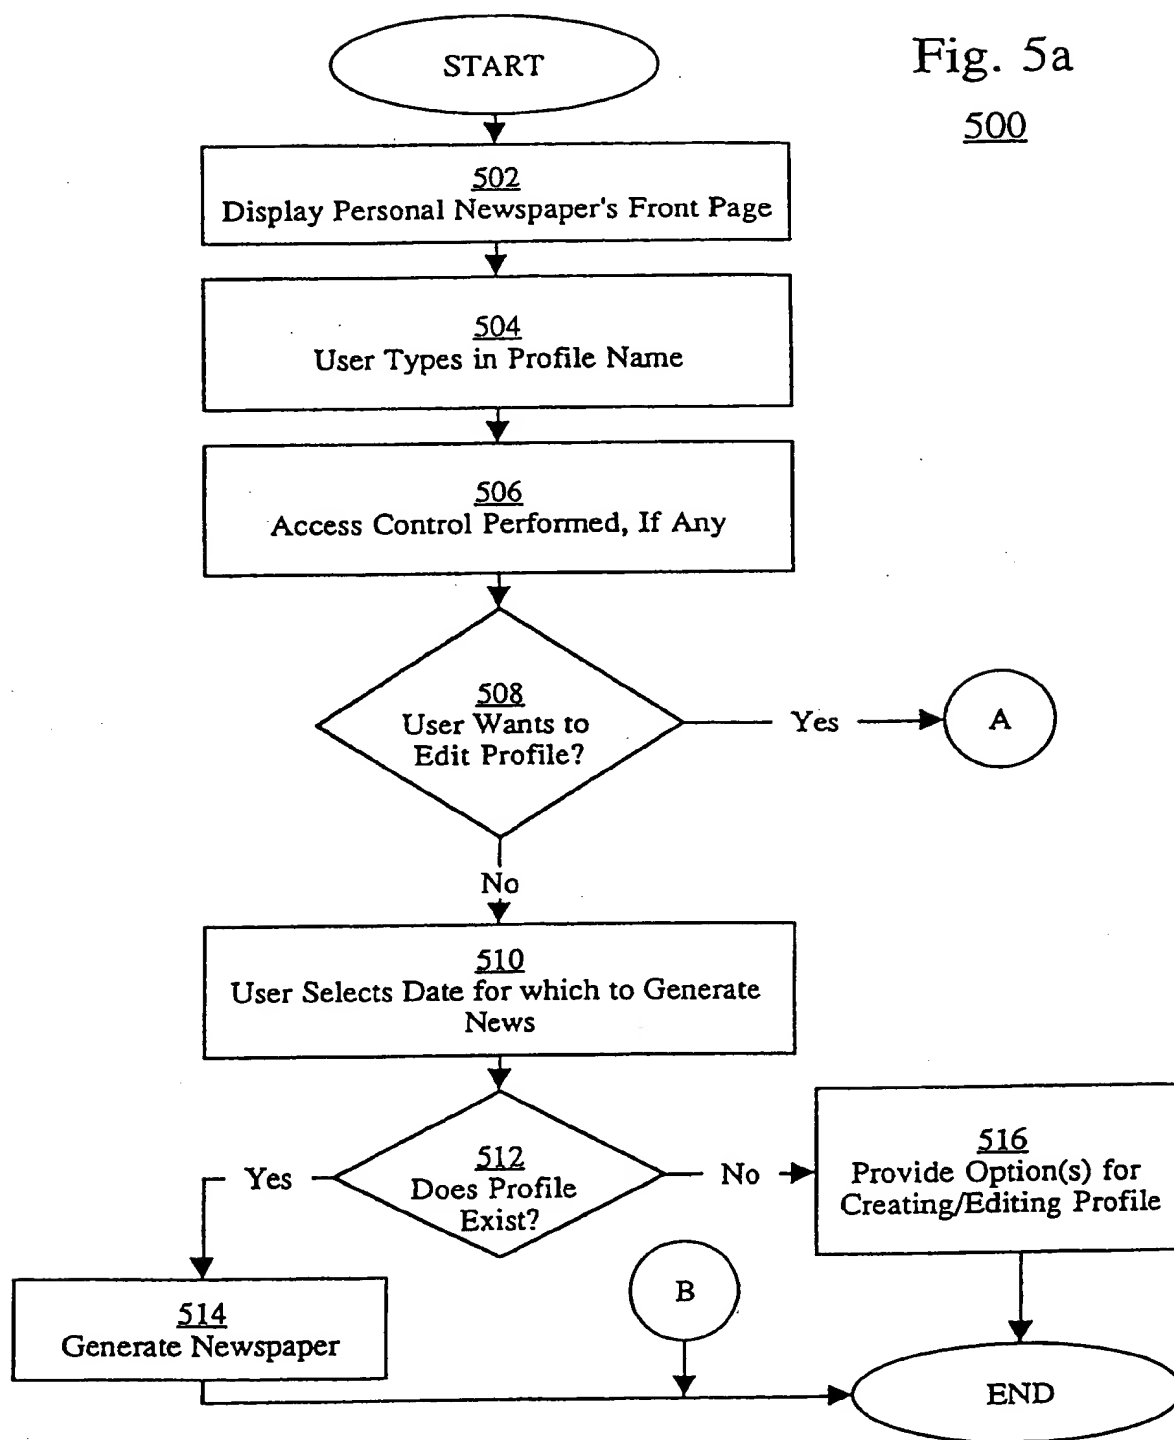 START
Fig. 5a
500
502
Display Personal Newspaper's Front Page
504
User Types in Profile Name
506
Access Control Performed, If Any
508
User Wants to
Edit Profile?
Yes
A
No
510
User Selects Date for which to Generate
News
512
Does Profile
Exist?
Yes
No
516
Provide Option(s) for
Creating/Editing Profile
514
Generate Newspaper
B
END